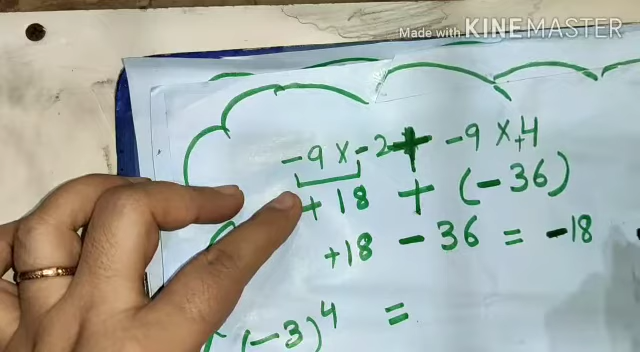 Made with KINEMASTER
-9 x -2 + -9 x +4
+ 18 + (-36)
+18 - 36 = -18
(-3)⁴ =